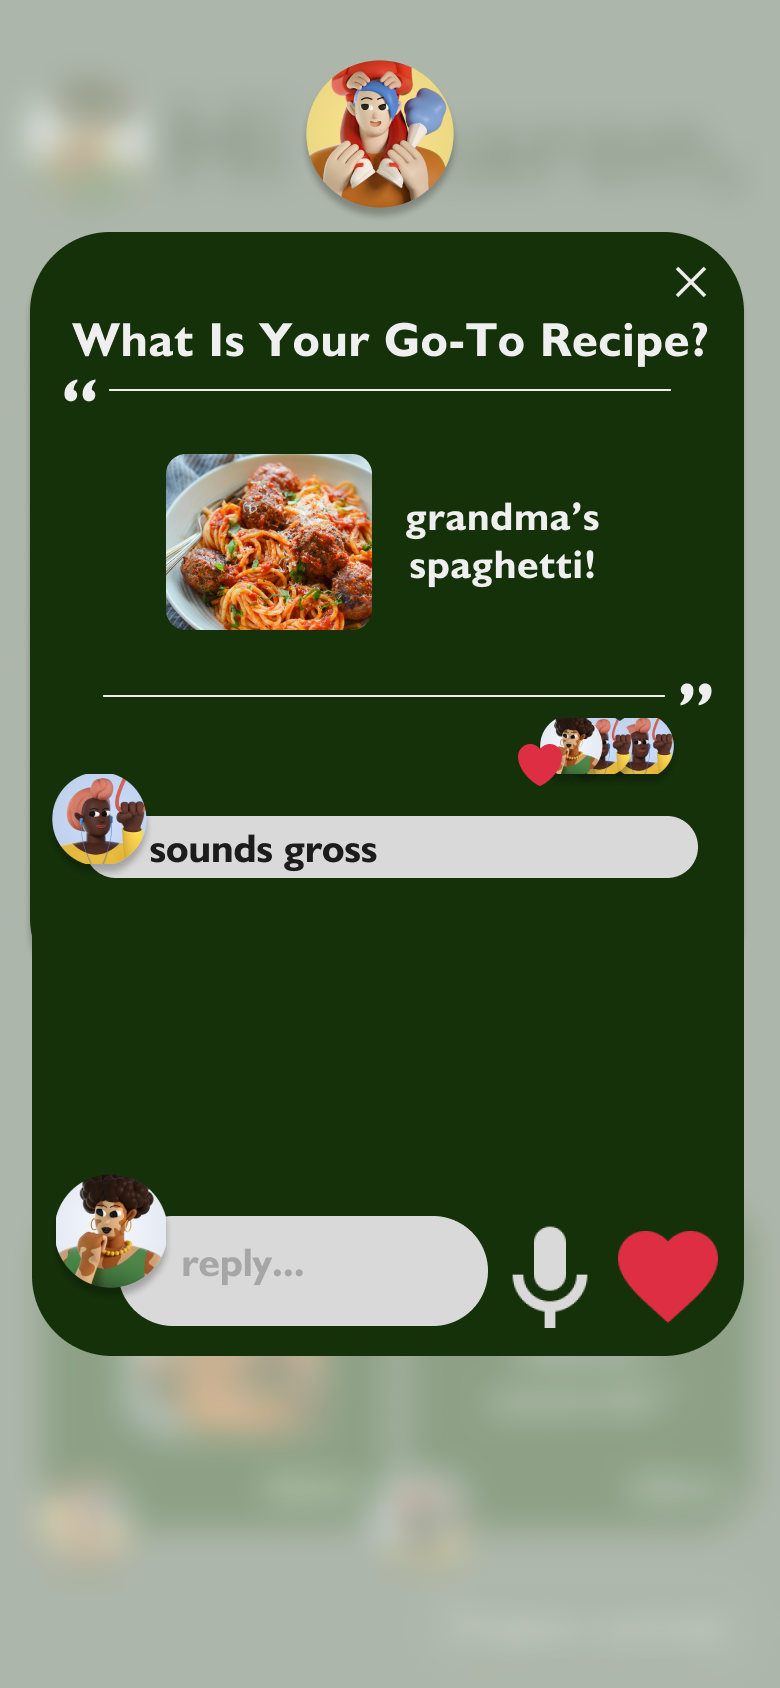 What Is Your Go-To Recipe?
“
grandma’s
spaghetti!
”
sounds gross
reply...